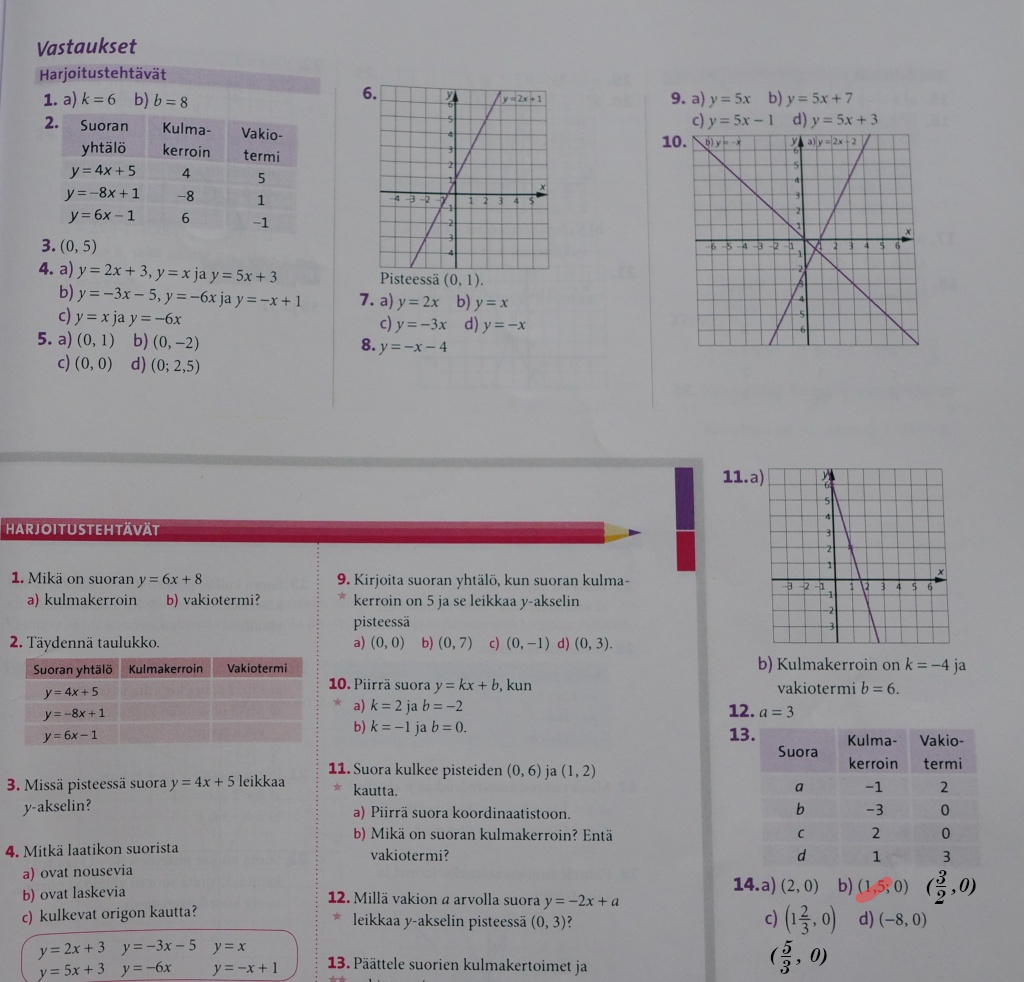 Vastaukset
Harjoitustehtävät
1. a) k = 6 b) b = 8
2.
Suoran yhtälö Kulma-kerroin Vakio-termi
y = 4x + 5 4 5
y = −8x + 1 −8 1
y = 6x − 1 6 −1
3. (0, 5)
4. a) y = 2x + 3, y = x ja y = 5x + 3
b) y = −3x − 5, y = −6x ja y = −x + 1
c) y = x ja y = −6x
5. a) (0, 1) b) (0, −2)
c) (0, 0) d) (0; 2,5)
6.
y y = 2x + 1
6
5
4
3
2
1
x
−4 −3 −2 −1 1 2 3 4 5
−1
2
3
4
Pisteessä (0, 1).
7. a) y = 2x b) y = x
c) y = −3x d) y = −x
8. y = −x − 4
9. a) y = 5x b) y = 5x + 7
c) y = 5x − 1 d) y = 5x + 3
10.
b) y = −x y a) y = 2x − 2
6
5
4
3
2
1
x
−6 −5 −4 −3 −2 −1 1 2 3 4 5 6
1
2
4
5
6
11. a)
y
6
5
4
3
2
1
x
−3 −2 −1 1 2 3 4 5 6
−1
−2
3
b) Kulmakerroin on k = −4 ja
vakiotermi b = 6.
12. a = 3
13.
Suora Kulma-kerroin Vakio-termi
a −1 2
b −3 0
c 2 0
d 1 3
14. a) (2, 0) b) (1,5; 0) (3/2, 0)
c) (1 2/3, 0) d) (−8, 0)
(5/3, 0)
HARJOITUSTEHTÄVÄT
1. Mikä on suoran y = 6x + 8
a) kulmakerroin b) vakiotermi?
2. Täydennä taulukko.
Suoran yhtälö Kulmakerroin Vakiotermi
y = 4x + 5
y = −8x + 1
y = 6x − 1
3. Missä pisteessä suora y = 4x + 5 leikkaa
y-akselin?
4. Mitkä laatikon suorista
a) ovat nousevia
b) ovat laskevia
c) kulkevat origon kautta?
y = 2x + 3 y = −3x − 5 y = x
y = 5x + 3 y = −6x y = −x + 1
9. Kirjoita suoran yhtälö, kun suoran kulma-
* kerroin on 5 ja se leikkaa y-akselin
pisteessä
a) (0, 0) b) (0, 7) c) (0, −1) d) (0, 3).
10. Piirrä suora y = kx + b, kun
* a) k = 2 ja b = −2
b) k = −1 ja b = 0.
11. Suora kulkee pisteiden (0, 6) ja (1, 2)
* kautta.
a) Piirrä suora koordinaatistoon.
b) Mikä on suoran kulmakerroin? Entä
vakiotermi?
12. Millä vakion a arvolla suora y = −2x + a
* leikkaa y-akselin pisteessä (0, 3)?
13. Päättele suorien kulmakertoimet ja